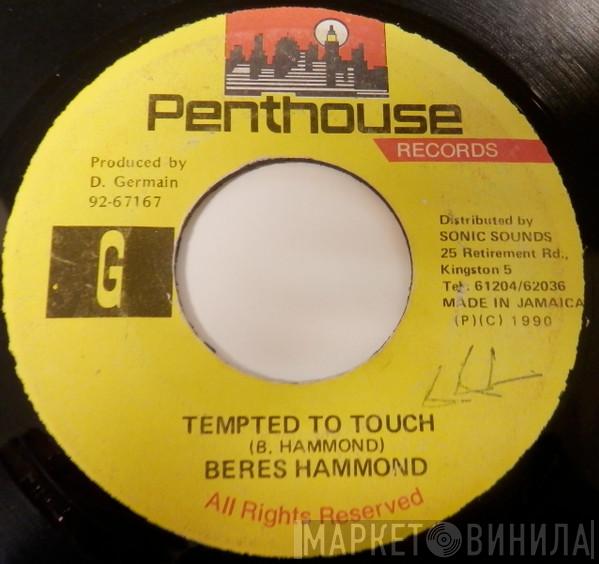 Penthouse
RECORDS
Produced by
D. Germain
92-67167
G
Distributed by
SONIC SOUNDS
25 Retirement Rd.,
Kingston 5
Tel: 61204/62036
MADE IN JAMAICA
(P)(C) 1990
TEMPTED TO TOUCH
(B. HAMMOND)
BERES HAMMOND
All Rights Reserved
МАРКЕТ ВИНИЛА